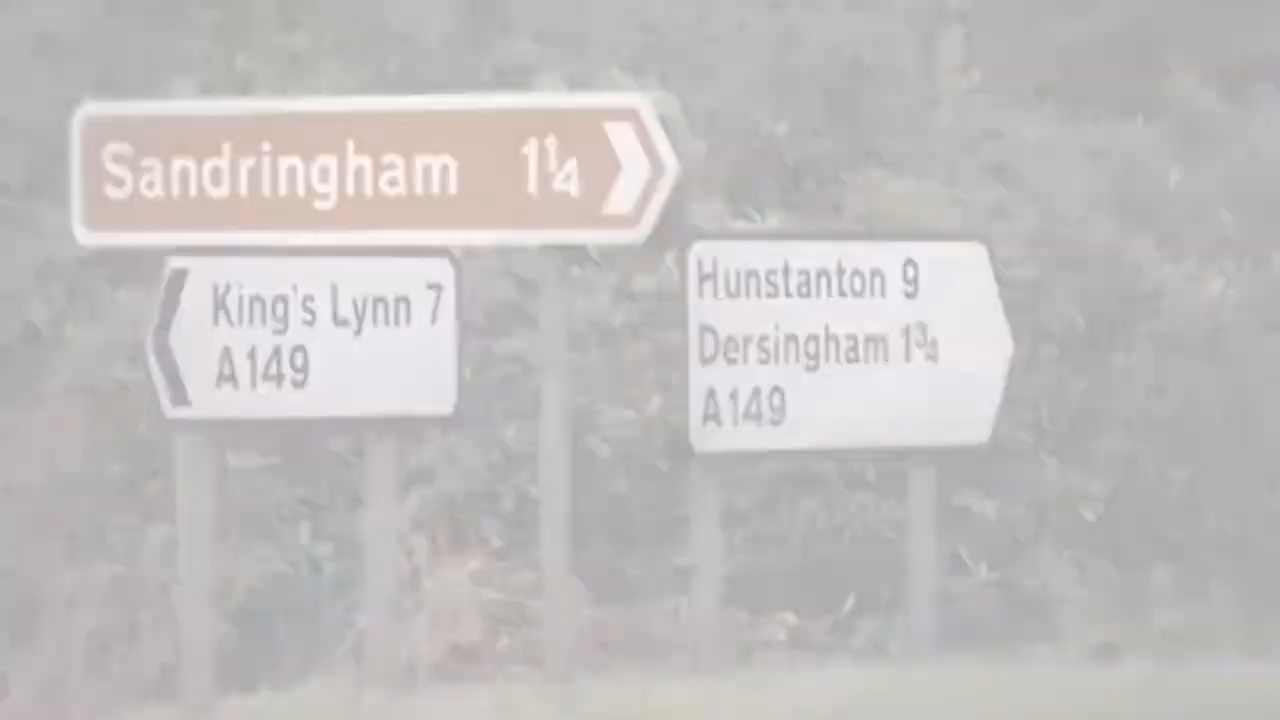 Sandringham 1¼
King's Lynn 7
A149
Hunstanton 9
Dersingham 1¾
A149